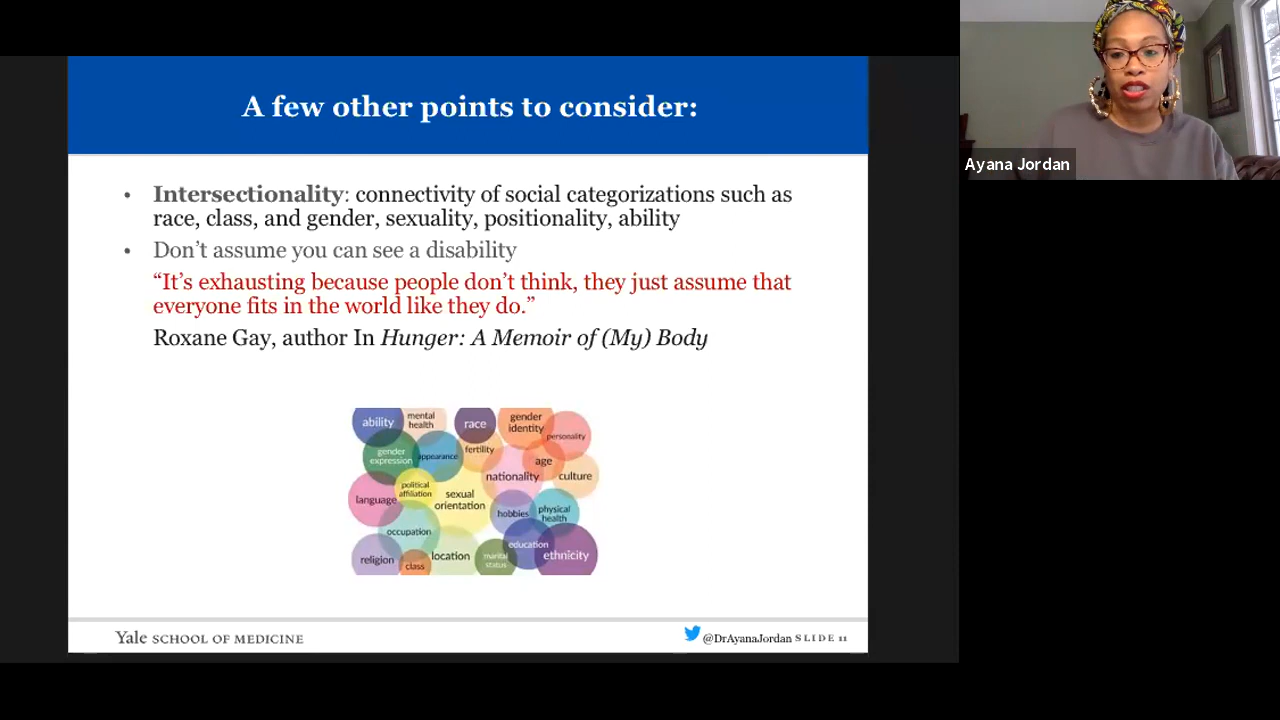 A few other points to consider:
• Intersectionality: connectivity of social categorizations such as
race, class, and gender, sexuality, positionality, ability
• Don’t assume you can see a disability
“It’s exhausting because people don’t think, they just assume that
everyone fits in the world like they do.”
Roxane Gay, author In Hunger: A Memoir of (My) Body
ability
mental
health
race
gender
identity
personality
gender
expression
appearance
fertility
age
nationality
culture
language
political
affiliation
sexual
orientation
hobbies
physical
health
occupation
education
religion
class
location
marital
status
ethnicity
Yale SCHOOL OF MEDICINE
@DrAyanaJordan SLIDE 11
Ayana Jordan